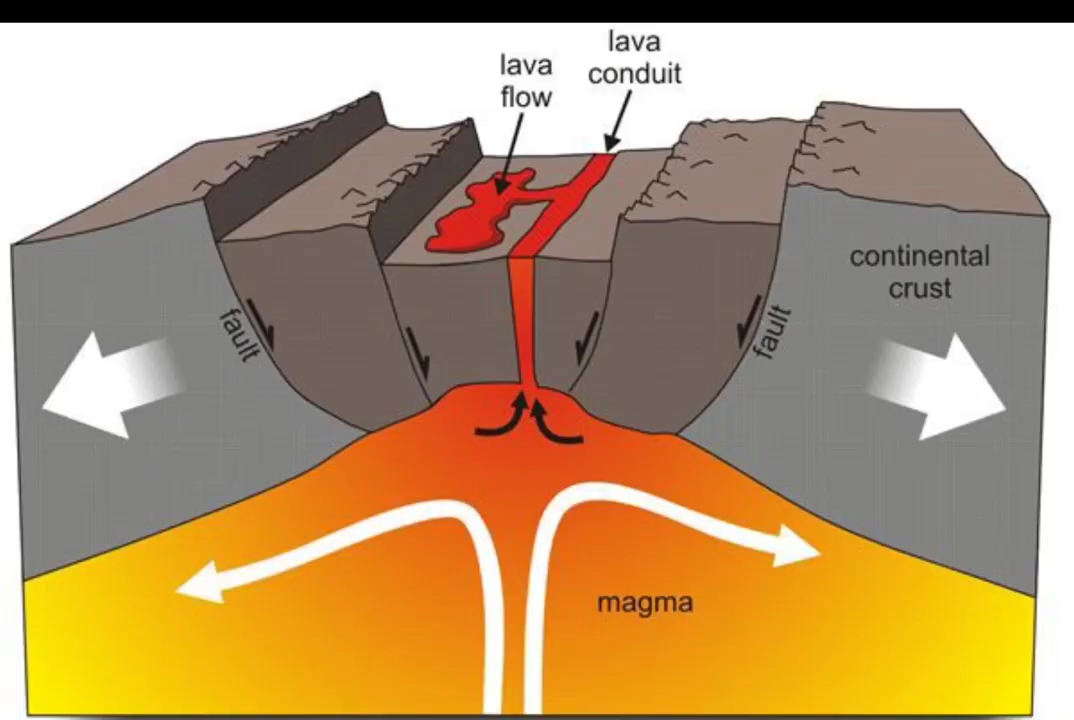 lava
conduit
lava
flow
continental
crust
fault
fault
magma